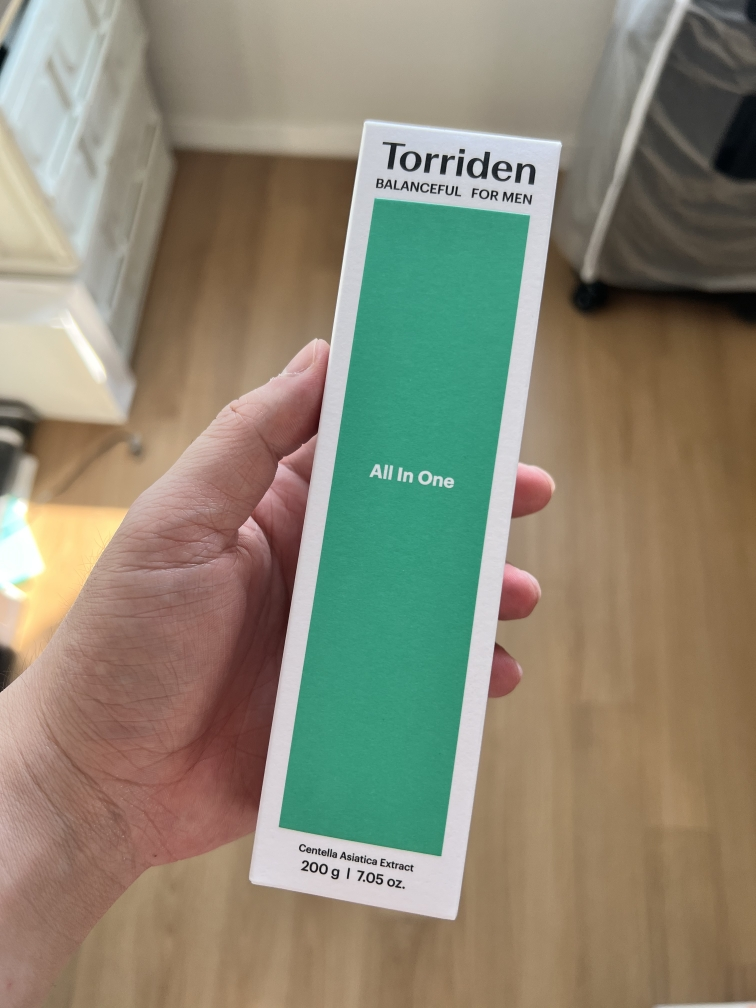 Torriden
BALANCEFUL FOR MEN
All In One
Centella Asiatica Extract
200 g | 7.05 oz.